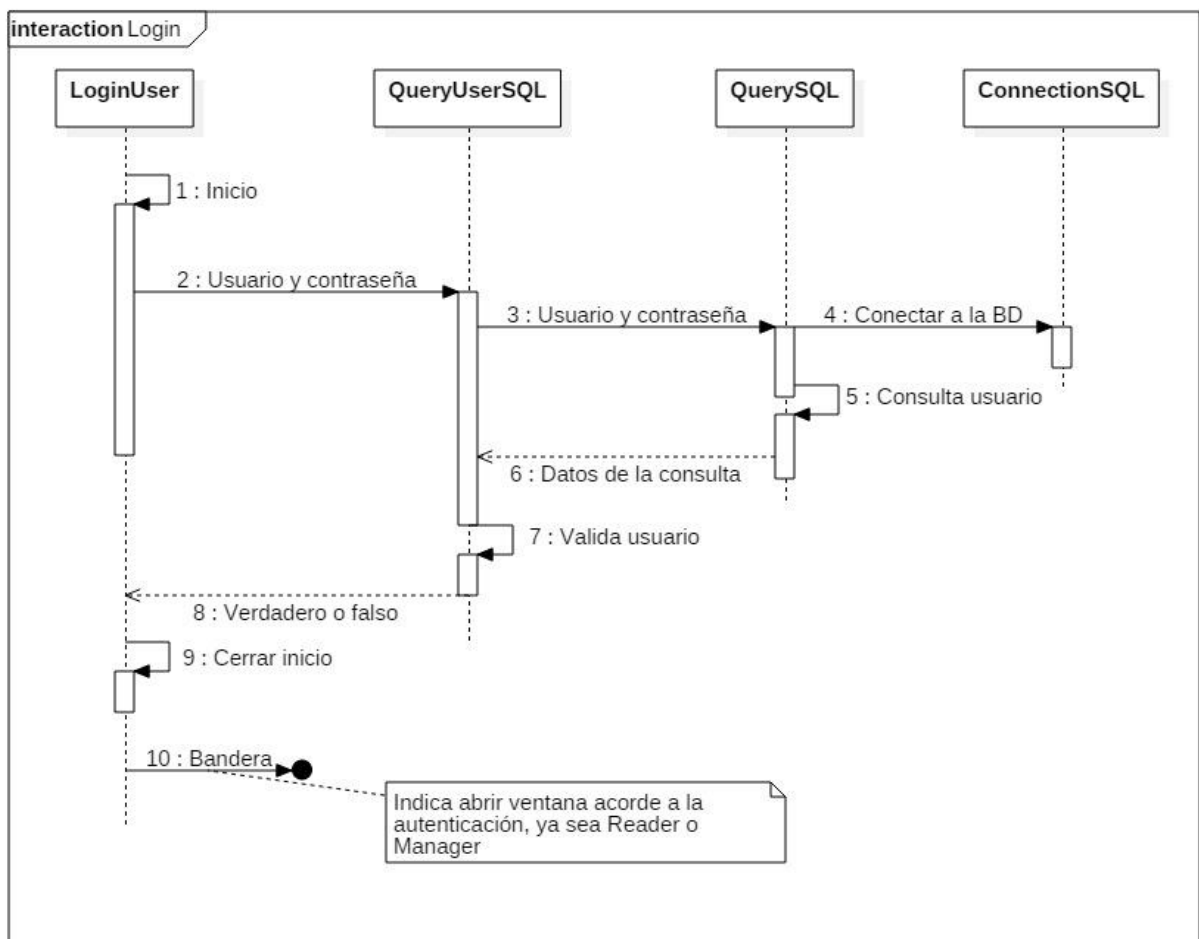 interaction Login
LoginUser
QueryUserSQL
QuerySQL
ConnectionSQL
1 : Inicio
2 : Usuario y contraseña
3 : Usuario y contraseña
4 : Conectar a la BD
5 : Consulta usuario
6 : Datos de la consulta
7 : Valida usuario
8 : Verdadero o falso
9 : Cerrar inicio
10 : Bandera
Indica abrir ventana acorde a la
autenticación, ya sea Reader o
Manager